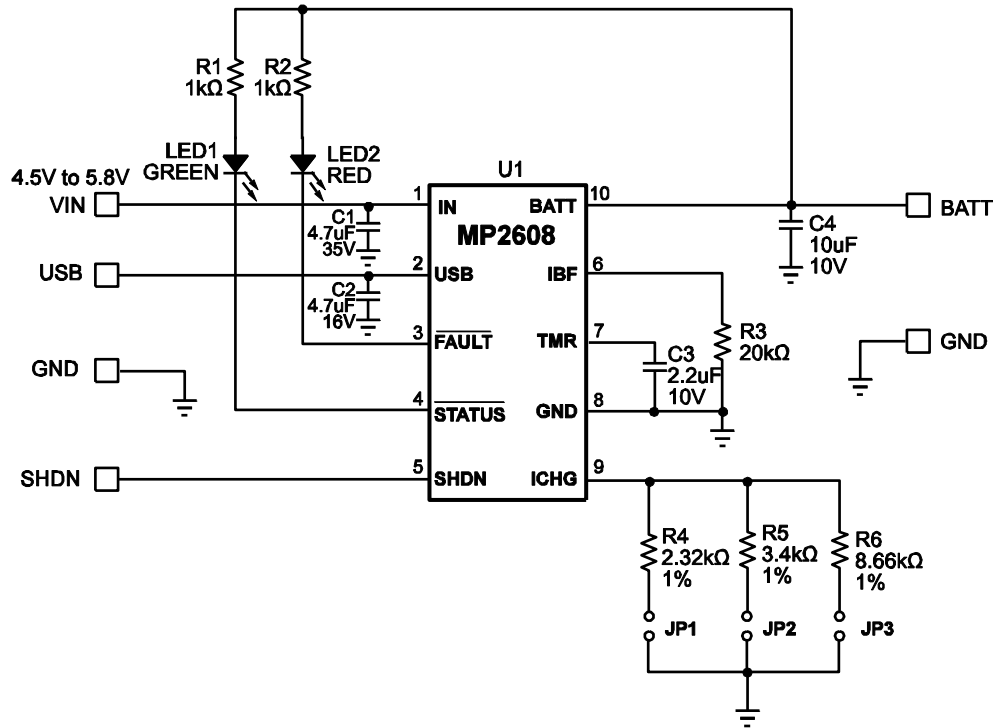 R1
1kΩ
R2
1kΩ
LED1
GREEN
LED2
RED
4.5V to 5.8V
VIN
USB
GND
SHDN
C1
4.7uF
35V
C2
4.7uF
16V
U1
MP2608
1
IN
2
USB
3
FAULT
4
STATUS
5
SHDN
10
BATT
6
IBF
7
TMR
8
GND
9
ICHG
C4
10uF
10V
BATT
R3
20kΩ
C3
2.2uF
10V
GND
R4
2.32kΩ
1%
R5
3.4kΩ
1%
R6
8.66kΩ
1%
JP1
JP2
JP3